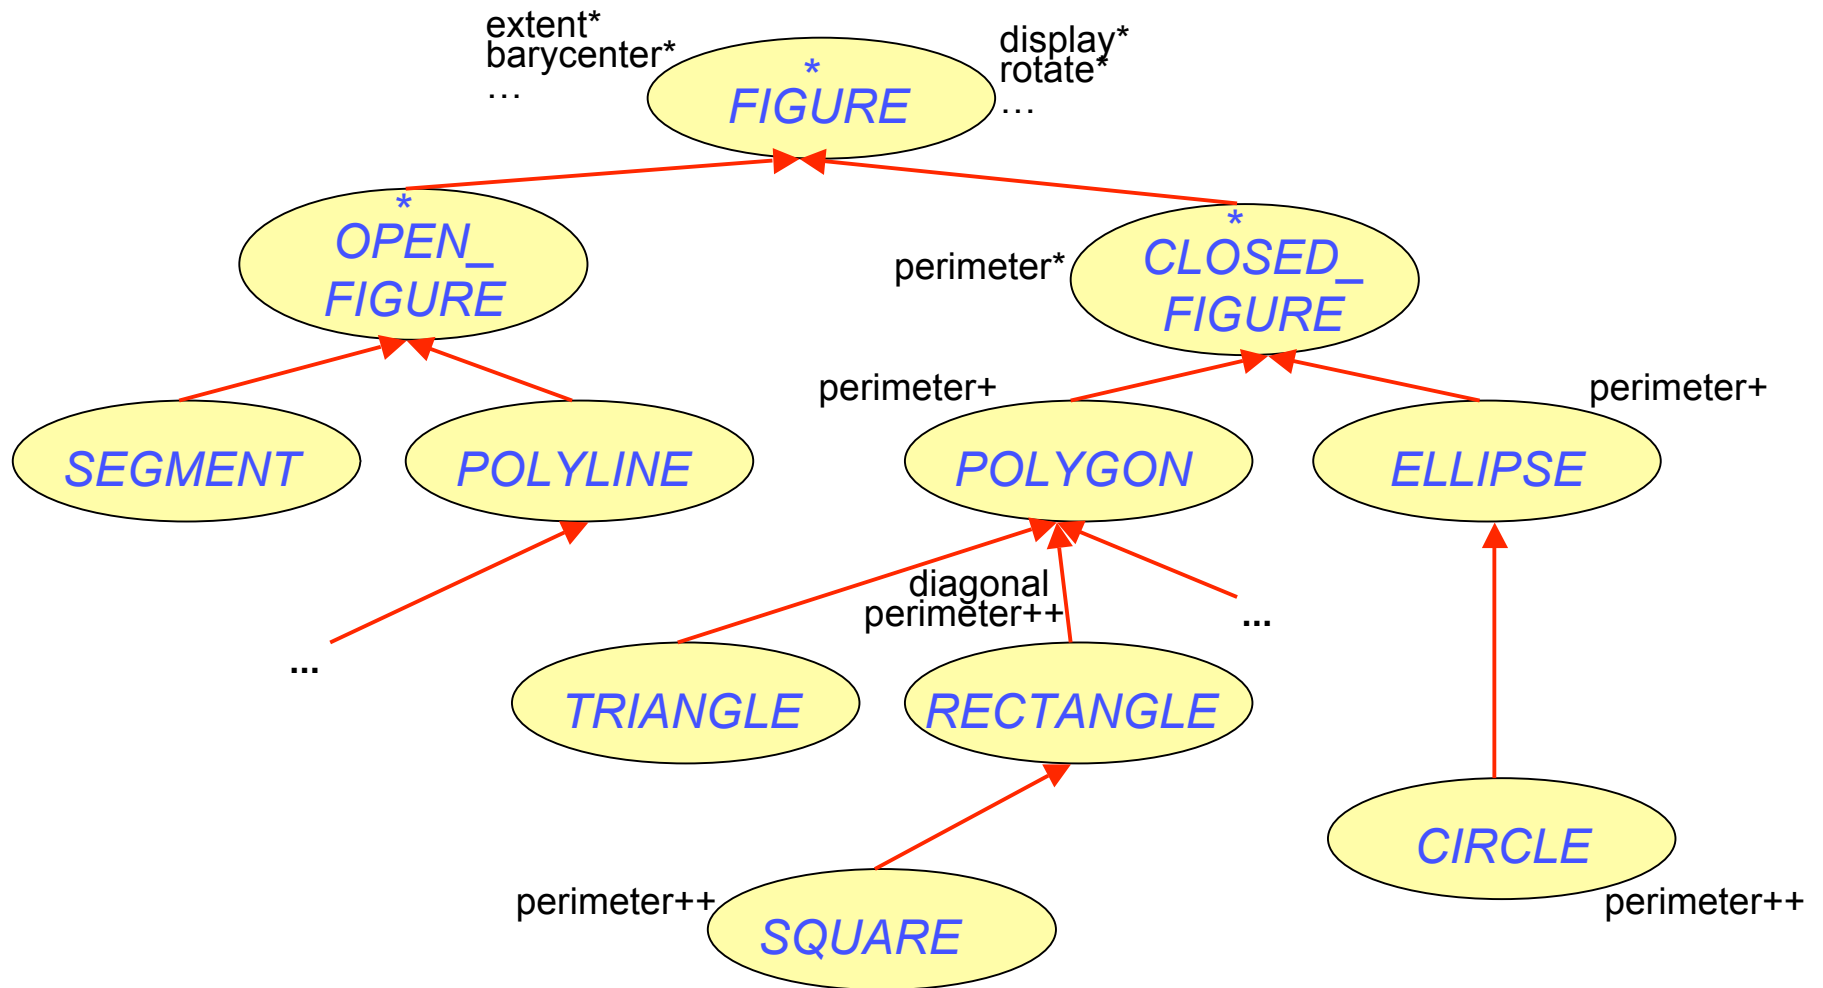 extent*
barycenter*
…
*
FIGURE
display*
rotate*
…
*
OPEN_
FIGURE
perimeter*
*
CLOSED_
FIGURE
SEGMENT
POLYLINE
perimeter+
POLYGON
perimeter+
ELLIPSE
...
diagonal
perimeter++
...
TRIANGLE
RECTANGLE
perimeter++
SQUARE
CIRCLE
perimeter++